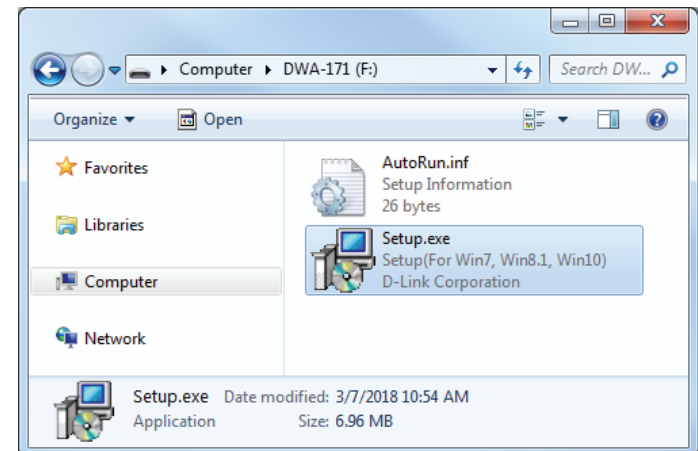 Computer DWA-171 (F:) Search DW...
Organize Open
Favorites
Libraries
Computer
Network
AutoRun.inf
Setup Information
26 bytes
Setup.exe
Setup(For Win7, Win8.1, Win10)
D-Link Corporation
Setup.exe Date modified: 3/7/2018 10:54 AM
Application Size: 6.96 MB